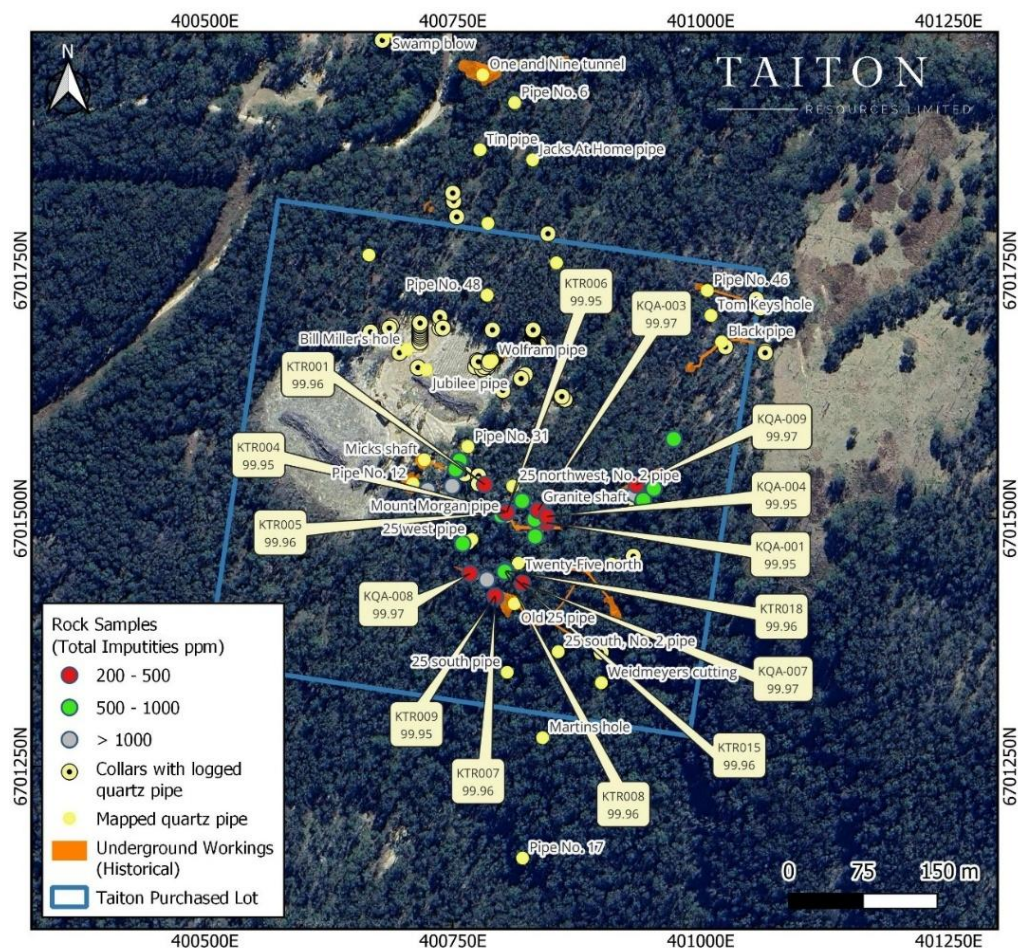 400500E
400750E
401000E
401250E
N
Swamp blow
One and Nine tunnel
TAITON
RESOURCES LIMITED
Pipe No. 6
Tin pipe
Jacks At Home pipe
6701750N
6701750N
Pipe No. 48
KTR006
99.95
KQA-003
99.97
Pipe No. 46
Tom Keys hole
Bill Miller's hole
Wolfram pipe
Black pipe
KTR001
99.96
Jubilee pipe
KQA-009
99.97
KTR004
99.95
Micks shaft
Pipe No. 31
Pipe No. 12
25 northwest, No. 2 pipe
Granite shaft
KQA-004
99.95
6701500N
6701500N
Mount Morgan pipe
KTR005
99.96
25 west pipe
KQA-001
99.95
Twenty-Five north
KQA-008
99.97
KTR018
99.96
Old 25 pipe
25 south, No. 2 pipe
25 south pipe
Weidmeyers cutting
KQA-007
99.97
KTR009
99.95
Martins hole
KTR015
99.96
6701250N
6701250N
KTR007
99.96
KTR008
99.96
Pipe No. 17
Rock Samples
(Total Imputities ppm)
200 - 500
500 - 1000
> 1000
Collars with logged
quartz pipe
Mapped quartz pipe
Underground Workings
(Historical)
Taiton Purchased Lot
0 75 150 m
400500E
400750E
401000E
401250E